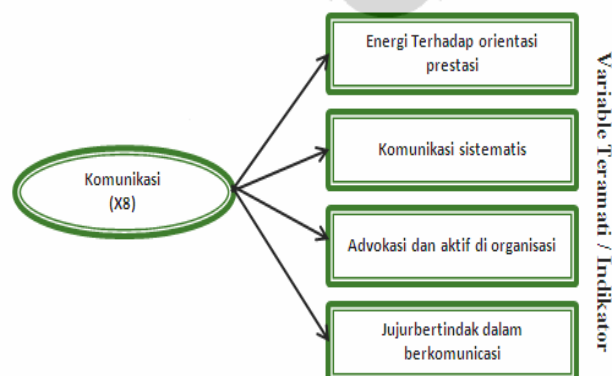 Energi Terhadap orientasi
prestasi
Komunikasi sistematis
Komunikasi
(X8)
Advokasi dan aktif di organisasi
Jujurbertindak dalam
berkomunicasi
Variable Teramati / Indikator